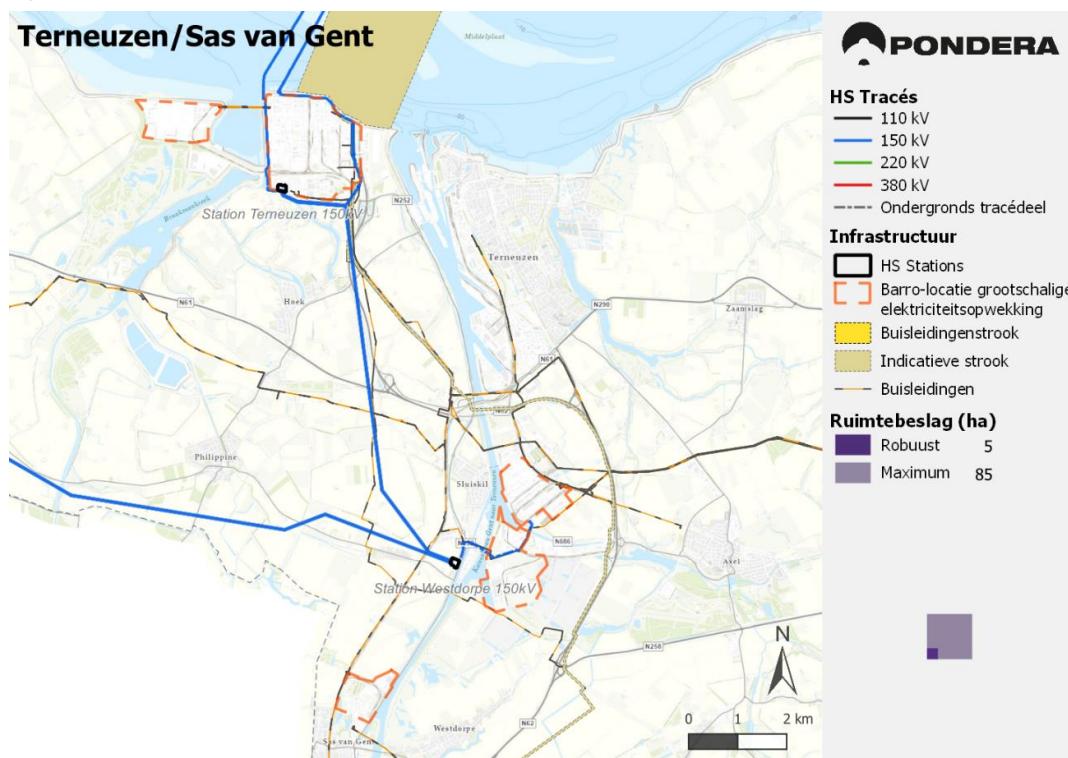 Terneuzen/Sas van Gent
Middelplaat
N252
Station Terneuzen 150kV
Braakmankreek
Terneuzen
N290
Zaamslag
N61
Hoek
N61
Philippine
Sluiskil
N686
Axel
Station Westdorpe 150kV
N258
N62
Westdorpe
Sas van Gent
N
0 1 2 km
PONDERA
HS Tracés
110 kV
150 kV
220 kV
380 kV
Ondergronds tracédeel
Infrastructuur
HS Stations
Barro-locatie grootschalige
elektriciteitsopwekking
Buisleidingenstrook
Indicatieve strook
Buisleidingen
Ruimtebeslag (ha)
Robuust 5
Maximum 85